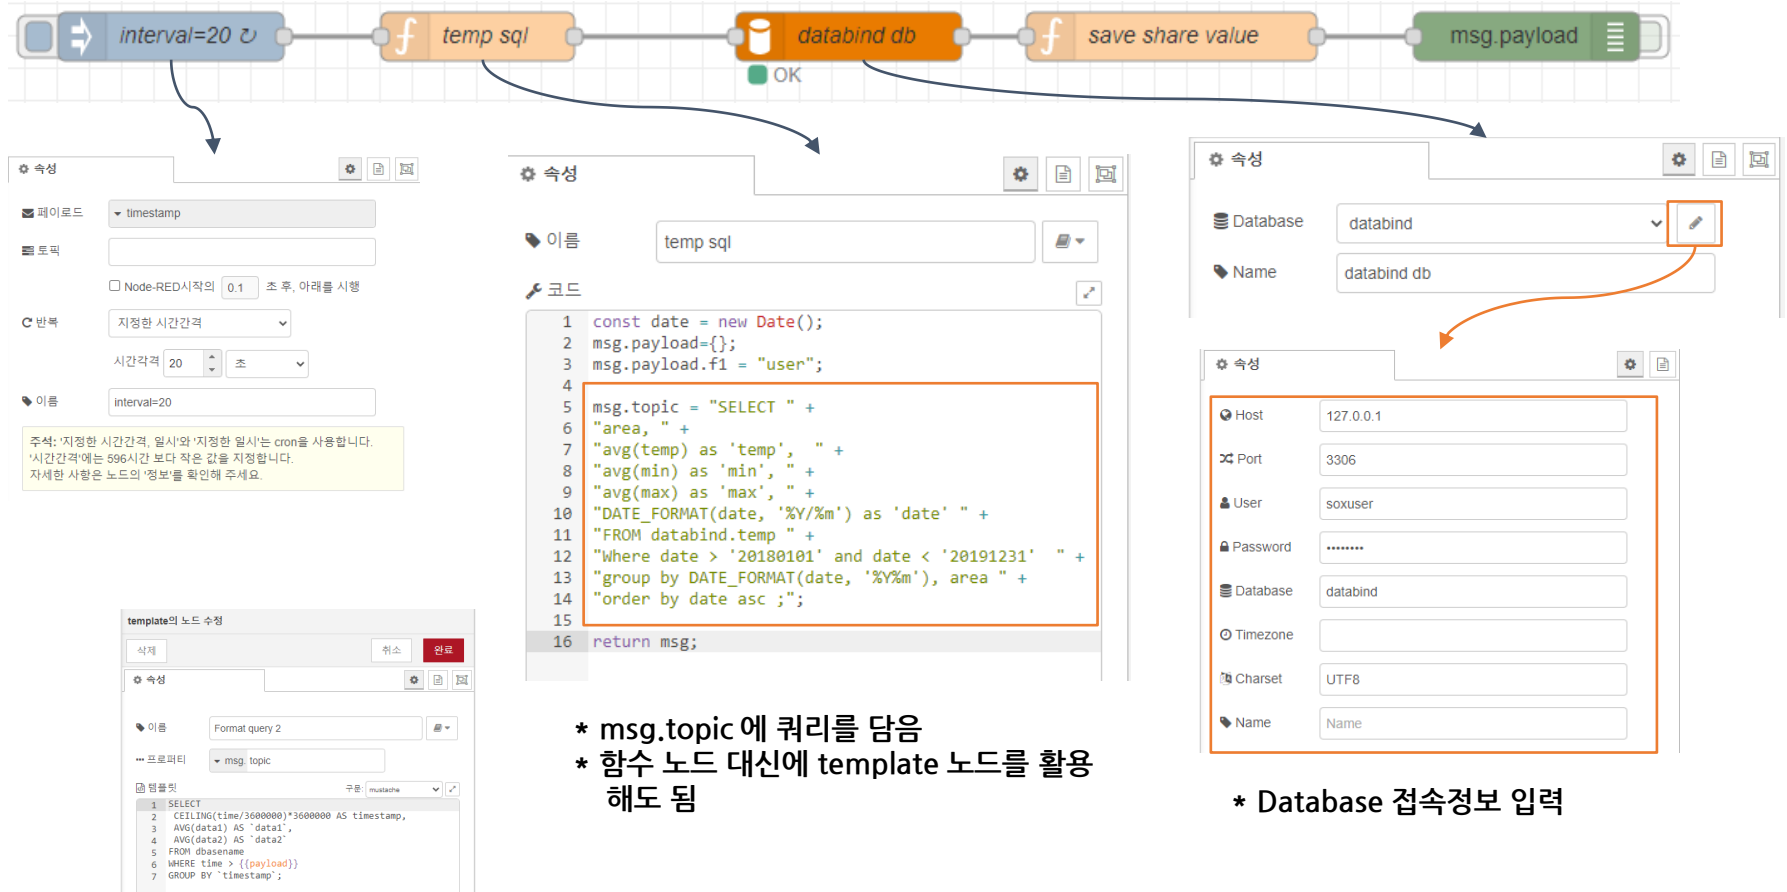 interval=20 ↻
temp sql
databind db
save share value
msg.payload
OK
속성
페이로드
timestamp
토픽
Node-RED시작의 0.1 초 후, 아래를 시행
반복
지정한 시간간격
시간각격 20 초
이름
interval=20
주석: '지정한 시간간격, 일시'와 '지정한 일시'는 cron을 사용합니다.
'시간간격'에는 596시간 보다 작은 값을 지정합니다.
자세한 사항은 노드의 '정보'를 확인해 주세요.
template의 노드 수정
삭제
취소
완료
속성
이름
Format query 2
프로퍼티
msg. topic
템플릿
구문: mustache
1 SELECT
2 CEILING(time/3600000)*3600000 AS timestamp,
3 AVG(data1) AS `data1`,
4 AVG(data2) AS `data2`
5 FROM dbasename
6 WHERE time > {{payload}}
7 GROUP BY `timestamp`;
속성
이름
temp sql
코드
1 const date = new Date();
2 msg.payload={};
3 msg.payload.f1 = "user";
4
5 msg.topic = "SELECT " +
6 "area, " +
7 "avg(temp) as 'temp',  " +
8 "avg(min) as 'min', " +
9 "avg(max) as 'max', " +
10 "DATE_FORMAT(date, '%Y/%m') as 'date' " +
11 "FROM databind.temp " +
12 "Where date > '20180101' and date < '20191231'  " +
13 "group by DATE_FORMAT(date, '%Y%m'), area " +
14 "order by date asc ;";
15
16 return msg;
* msg.topic 에 쿼리를 담음
* 함수 노드 대신에 template 노드를 활용
해도 됨
속성
Database
databind
Name
databind db
속성
Host
127.0.0.1
Port
3306
User
soxuser
Password
••••••••
Database
databind
Timezone
Charset
UTF8
Name
Name
* Database 접속정보 입력